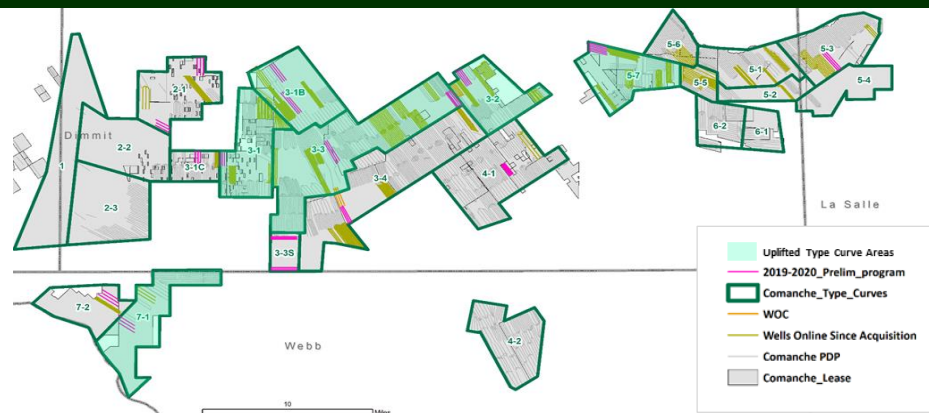 5-6
5-3
5-1
5-7
5-4
5-5
5-2
2-1
3-1B
3-2
6-2
6-1
Dimmit
2-2
3-1
3-3
1
3-1C
3-4
4-1
2-3
La Salle
3-3S
7-2
7-1
Webb
4-2
10
Miles
Uplifted Type Curve Areas
2019-2020_Prelim_program
Comanche_Type_Curves
WOC
Wells Online Since Acquisition
Comanche PDP
Comanche_Lease